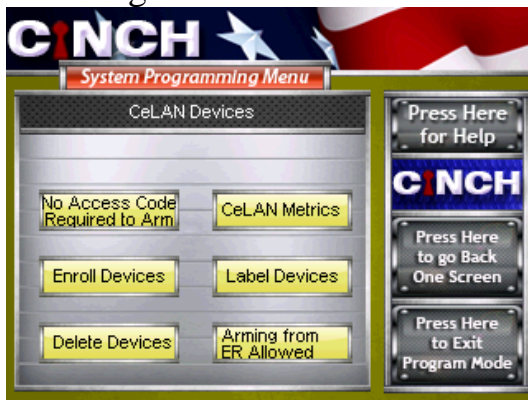 CINCH
System Programming Menu
CeLAN Devices
No Access Code
Required to Arm
CeLAN Metrics
Enroll Devices
Label Devices
Delete Devices
Arming from
ER Allowed
Press Here
for Help
CINCH
Press Here
to go Back
One Screen
Press Here
to Exit
Program Mode